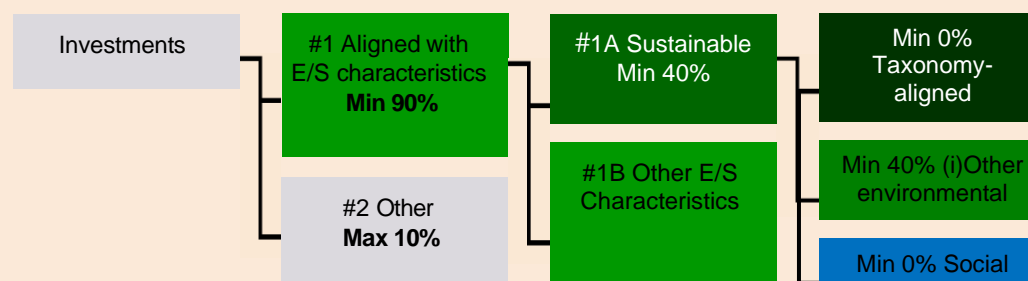 Investments
#1 Aligned with
E/S characteristics
Min 90%
#2 Other
Max 10%
#1A Sustainable
Min 40%
#1B Other E/S
Characteristics
Min 0%
Taxonomy-
aligned
Min 40% (i)Other
environmental
Min 0% Social